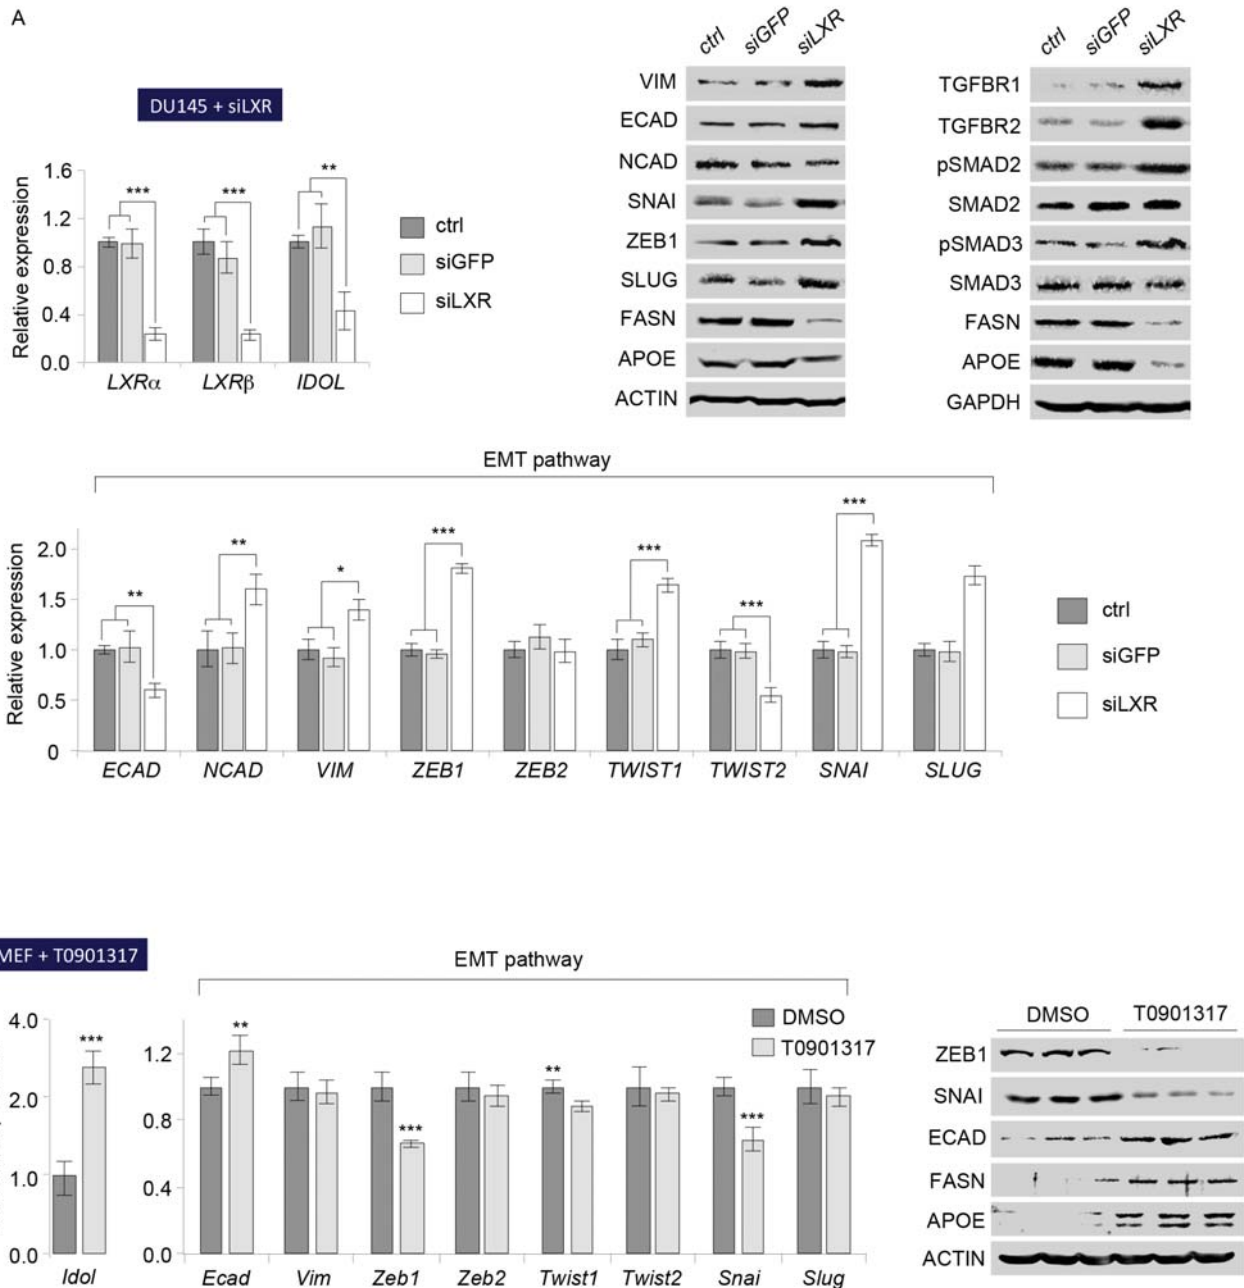 A
DU145 + siLXR
Relative expression
1.6
1.2
0.8
0.4
0.0
***
***
**
LXRα
LXRβ
IDOL
ctrl
siGFP
siLXR
ctrl siGFP siLXR
VIM
ECAD
NCAD
SNAI
ZEB1
SLUG
FASN
APOE
ACTIN
ctrl siGFP siLXR
TGFBR1
TGFBR2
pSMAD2
SMAD2
pSMAD3
SMAD3
FASN
APOE
GAPDH
EMT pathway
Relative expression
2.0
1.5
1.0
0.5
0
**
**
*
***
***
***
***
ECAD
NCAD
VIM
ZEB1
ZEB2
TWIST1
TWIST2
SNAI
SLUG
ctrl
siGFP
siLXR
MEF + T0901317
4.0
2.0
1.0
0.0
***
Idol
EMT pathway
1.2
0.8
0.4
0.0
**
***
**
***
DMSO
T0901317
Ecad
Vim
Zeb1
Zeb2
Twist1
Twist2
Snai
Slug
DMSO T0901317
ZEB1
SNAI
ECAD
FASN
APOE
ACTIN